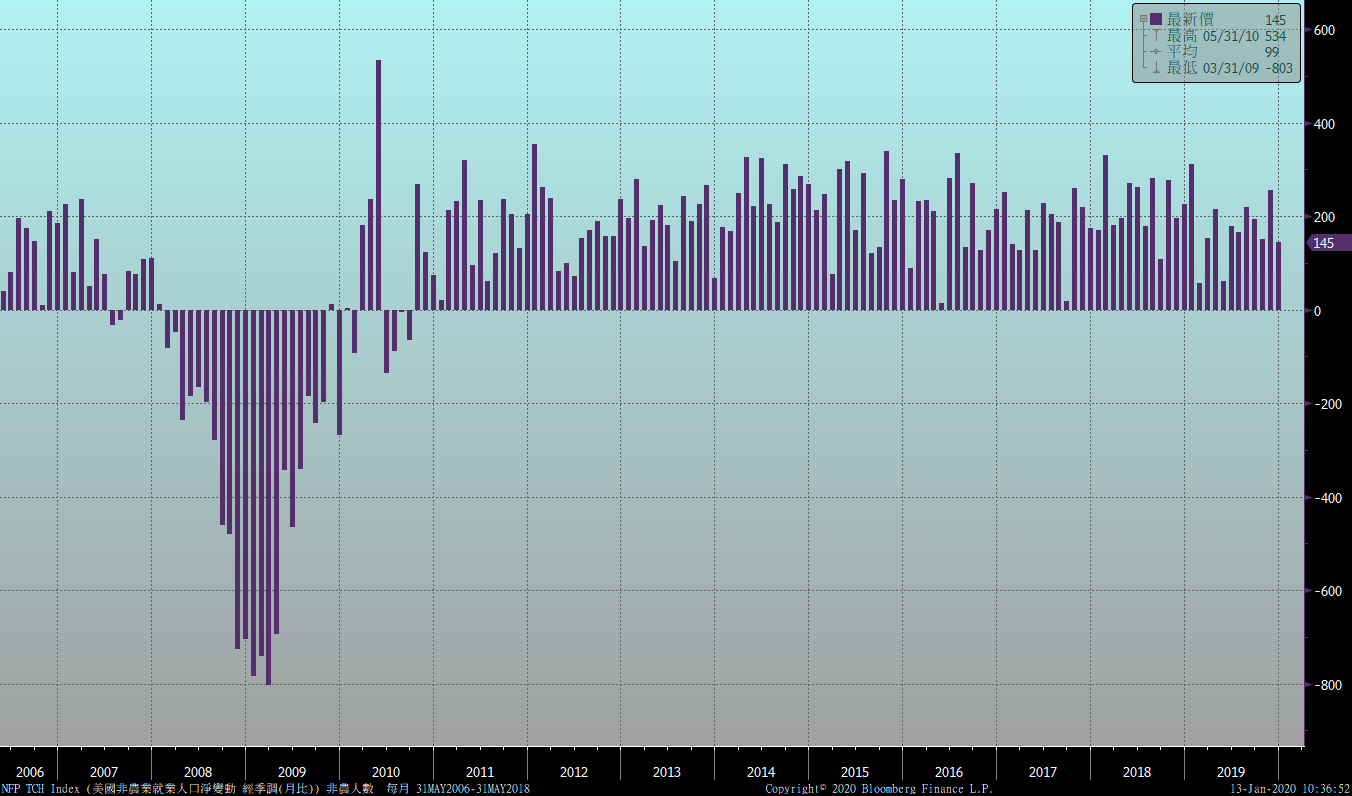 最新價 145
最高 05/31/10 534
平均 99
最低 03/31/09 -803
600
400
200
145
0
-200
-400
-600
-800
2006 2007 2008 2009 2010 2011 2012 2013 2014 2015 2016 2017 2018 2019
NFP TCH Index (美國非農業就業人口淨變動 經季調(月比)) 非農人數 每月 31MAY2006-31MAY2018 Copyright© 2020 Bloomberg Finance L.P. 13-Jan-2020 10:36:52